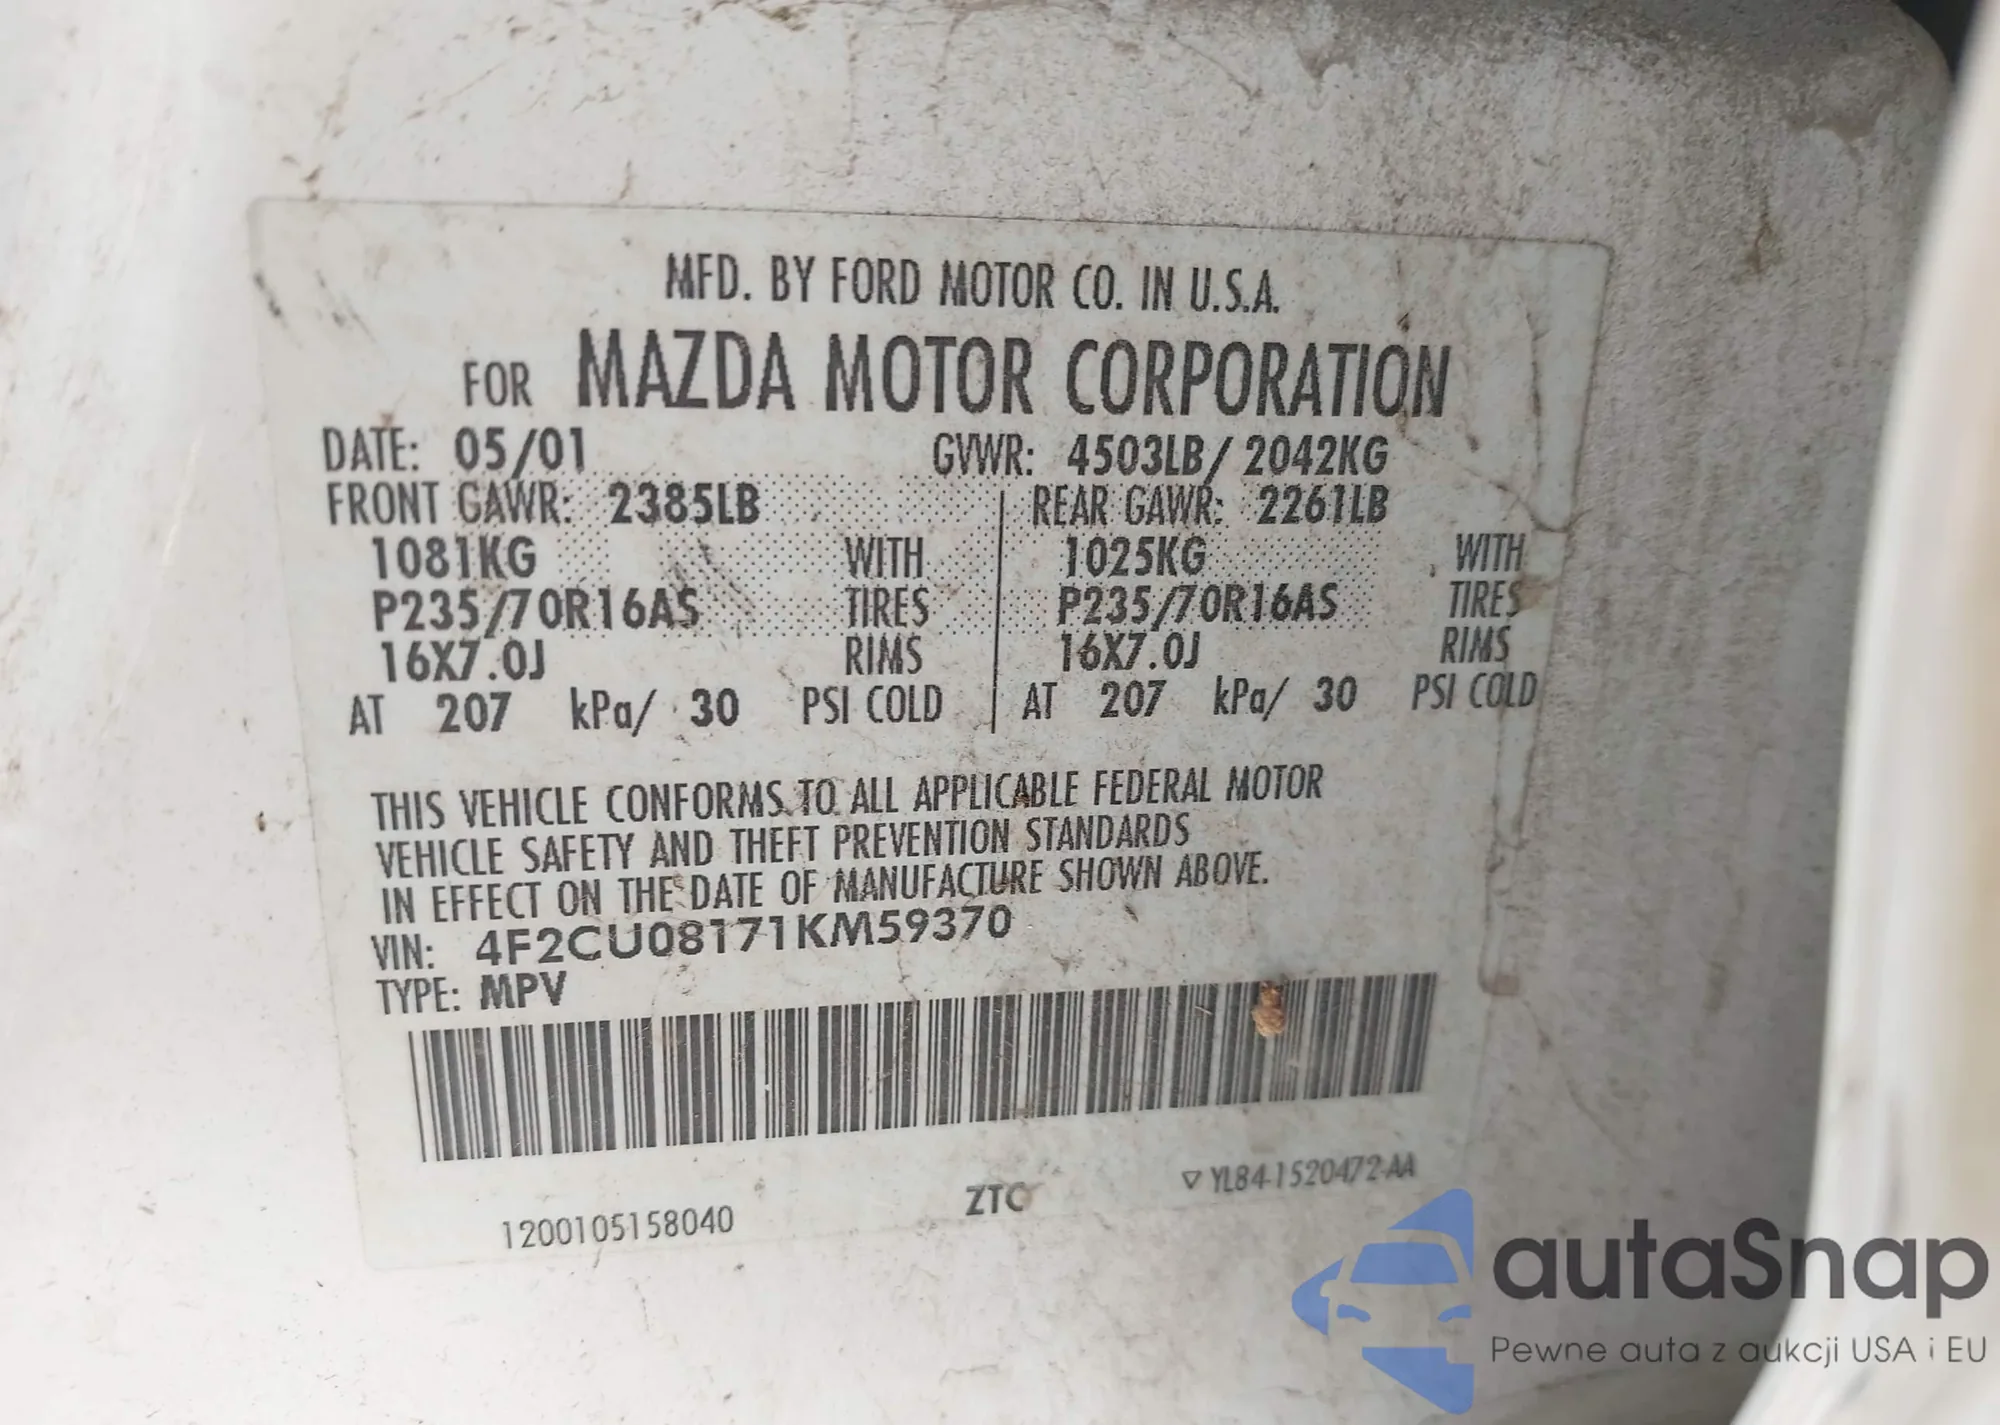 MFD. BY FORD MOTOR CO. IN U.S.A.
FOR MAZDA MOTOR CORPORATION
DATE: 05/01 GVWR: 4503LB/ 2042KG
FRONT GAWR: 2385LB REAR GAWR: 2261LB
1081KG WITH 1025KG WITH
P235/70R16AS TIRES P235/70R16AS TIRES
16X7.0J RIMS 16X7.0J RIMS
AT 207 kPa/ 30 PSI COLD AT 207 kPa/ 30 PSI COLD
THIS VEHICLE CONFORMS TO ALL APPLICABLE FEDERAL MOTOR
VEHICLE SAFETY AND THEFT PREVENTION STANDARDS
IN EFFECT ON THE DATE OF MANUFACTURE SHOWN ABOVE.
VIN: 4F2CU08171KM59370
TYPE: MPV
1200105158040 ZTC ▽ YL84-1520472-AA
autaSnap
Pewne auta z aukcji USA i EU